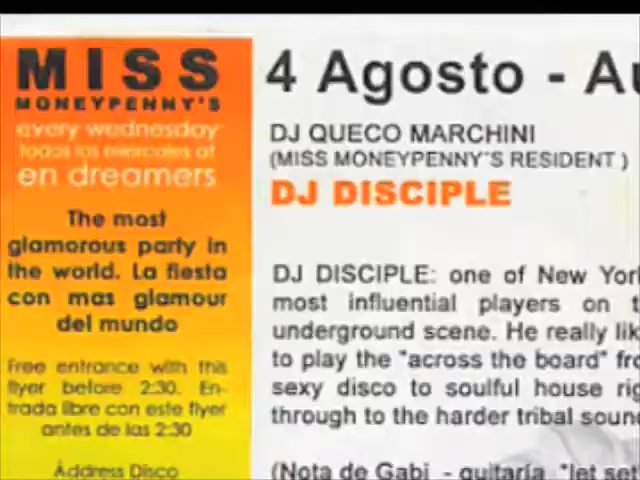 MISS
MONEYPENNY'S
every wednesday
todos los miercoles at
en dreamers
The most
glamorous party in
the world. La fiesta
con mas glamour
del mundo
Free entrance with this
flyer before 2:30. En-
trada libre con este flyer
antes de las 2:30
Address Disco
4 Agosto - Au
DJ QUECO MARCHINI
(MISS MONEYPENNY'S RESIDENT )
DJ DISCIPLE
DJ DISCIPLE: one of New Yor
most influential players on t
underground scene. He really lik
to play the "across the board" fro
sexy disco to soulful house rig
through to the harder tribal soun
(Nota de Gabi - quitaría "let set